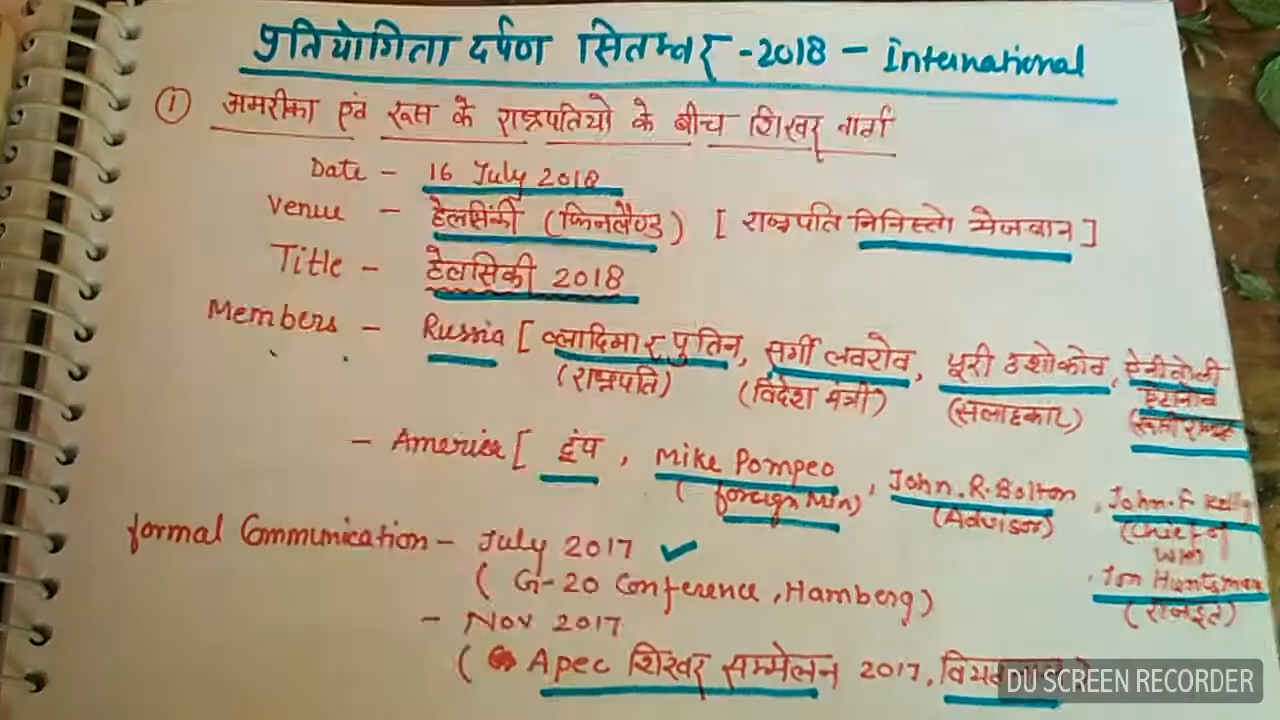 प्रतियोगिता दर्पण सितम्बर - 2018 - International
① अमरीका एवं रूस के राष्ट्रपतियो के बीच शिखर वार्ता
Date - 16 July 2018
Venue - हेलसिंकी (फिनलैण्ड) [राष्ट्रपति निनिस्तो मेजबान]
Title - हेलसिकी 2018
Members - Russia [व्लादिमार पुतिन, सर्गी लवरोव, यूरी उशोकोव,
(राष्ट्रपति) (विदेश मंत्री) (सलाहकार)
- America [ ट्रंप, Mike Pompeo, John.R.Bolton, John.F Kelly
(foreign Min) (Advisor) (Chief of
WH)
formal Communication - July 2017 ✓
, Jon Huntsman
(G-20 Conference, Hamberg) (राजदूत)
- Nov 2017
(Apec शिखर सम्मेलन 2017,
DU SCREEN RECORDER